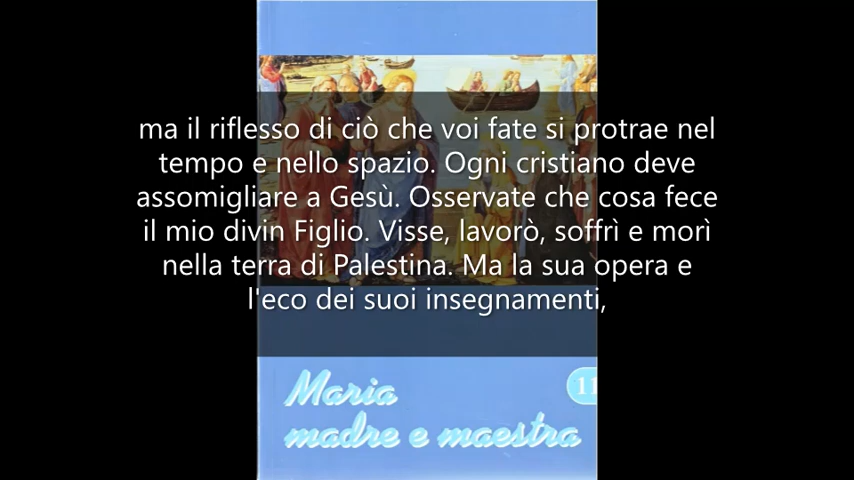 ma il riflesso di ciò che voi fate si protrae nel
tempo e nello spazio. Ogni cristiano deve
assomigliare a Gesù. Osservate che cosa fece
il mio divin Figlio. Visse, lavorò, soffrì e morì
nella terra di Palestina. Ma la sua opera e
l'eco dei suoi insegnamenti,
Maria
11
madre e maestra